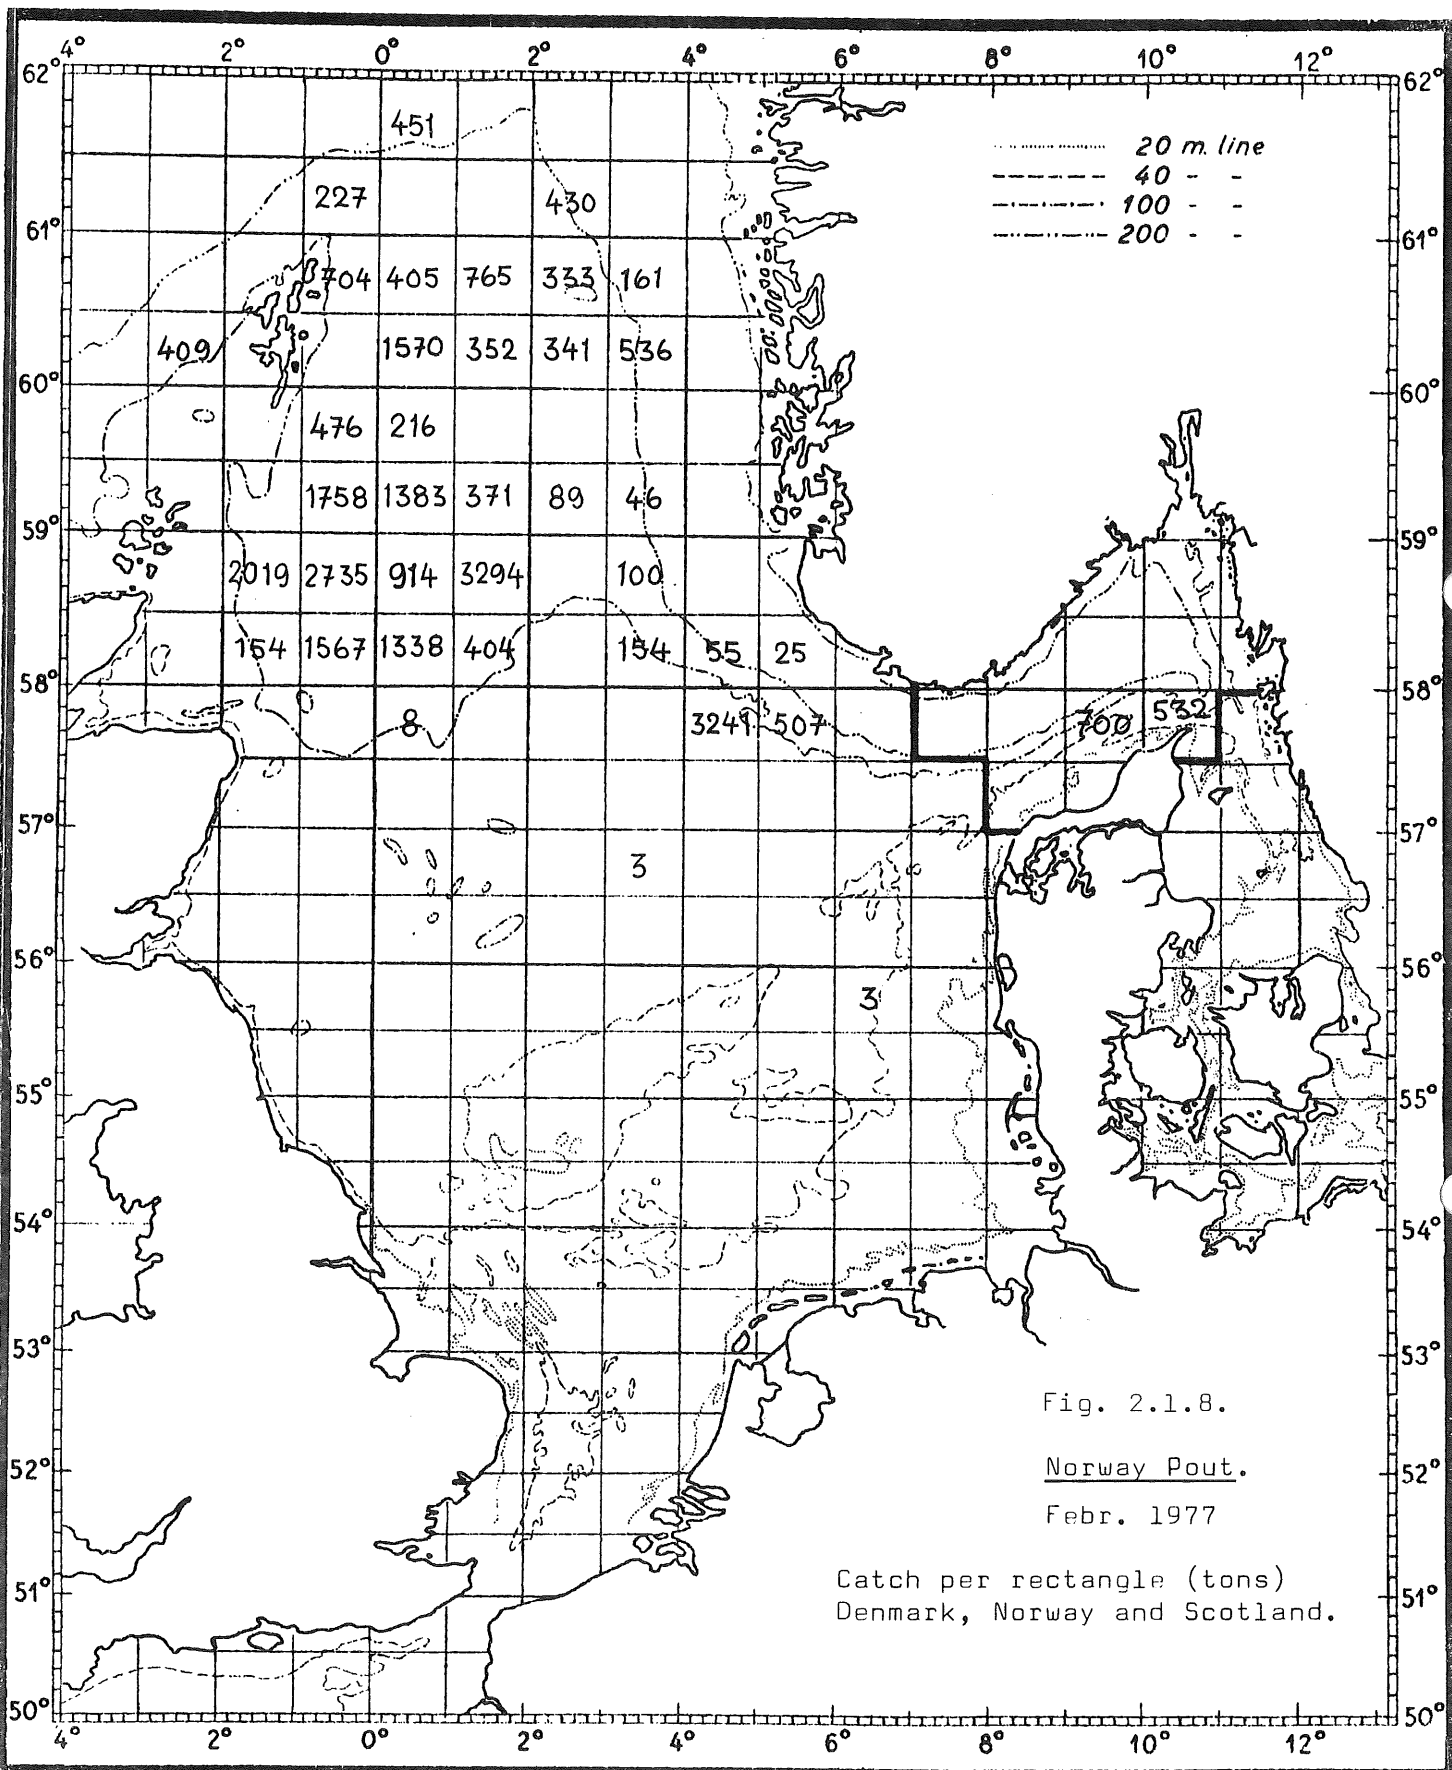 4° 2° 0° 2° 4° 6° 8° 10° 12°
62° 62°
451
20 m. line
40 - -
100 - -
200 - -
227 430
61° 61°
704 405 765 333 161
409 1570 352 341 536
60° 60°
476 216
1758 1383 371 89 46
59° 59°
2019 2735 914 3294 100
154 1567 1338 404 154 55 25
58° 58°
8 3241 507 700 532
57° 57°
3
56° 56°
3
55° 55°
54° 54°
53° 53°
Fig. 2.1.8.
52° 52°
Norway Pout.
Febr. 1977
51° 51°
Catch per rectangle (tons)
Denmark, Norway and Scotland.
50° 50°
4° 2° 0° 2° 4° 6° 8° 10° 12°